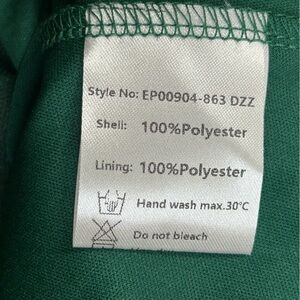 Style No: EP00904-863 DZZ
Shell: 100%Polyester
Lining: 100%Polyester
Hand wash max.30°C
Do not bleach